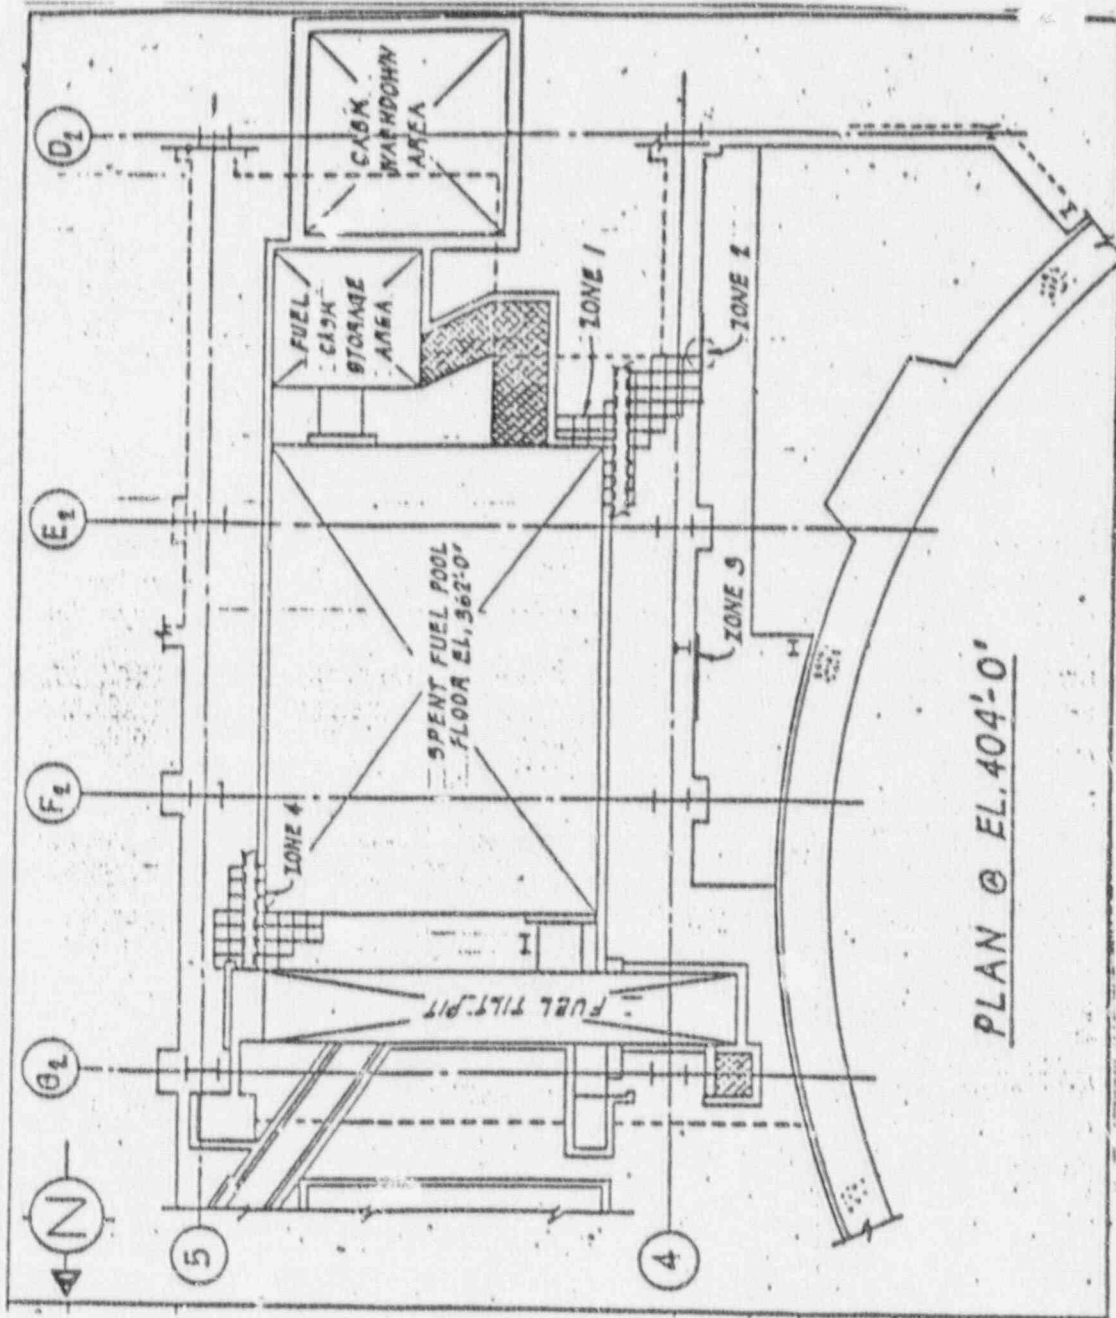 D2
E2
F2
G2
N
5
4
CASK
WASHDOWN
AREA
FUEL
CASK
STORAGE
AREA
ZONE 1
ZONE 2
ZONE 3
ZONE 4
SPENT FUEL POOL
FLOOR EL. 362'-0"
FUEL TILT PIT
PLAN @ EL. 404'-0"